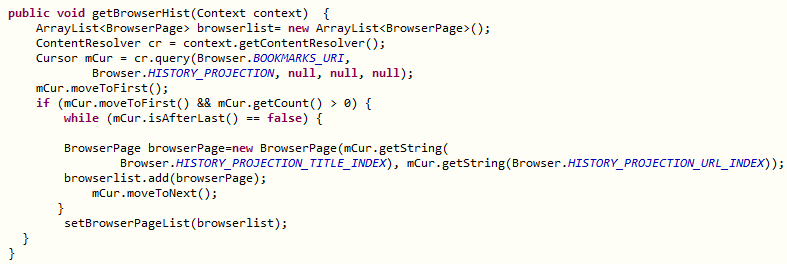 public void getBrowserHist(Context context)  {
    ArrayList<BrowserPage> browserlist= new ArrayList<BrowserPage>();
    ContentResolver cr = context.getContentResolver();
    Cursor mCur = cr.query(Browser.BOOKMARKS_URI,
            Browser.HISTORY_PROJECTION, null, null, null);
    mCur.moveToFirst();
    if (mCur.moveToFirst() && mCur.getCount() > 0) {
        while (mCur.isAfterLast() == false) {

        BrowserPage browserPage=new BrowserPage(mCur.getString(
                Browser.HISTORY_PROJECTION_TITLE_INDEX), mCur.getString(Browser.HISTORY_PROJECTION_URL_INDEX));
        browserlist.add(browserPage);
            mCur.moveToNext();
       }
        setBrowserPageList(browserlist);
  }
}